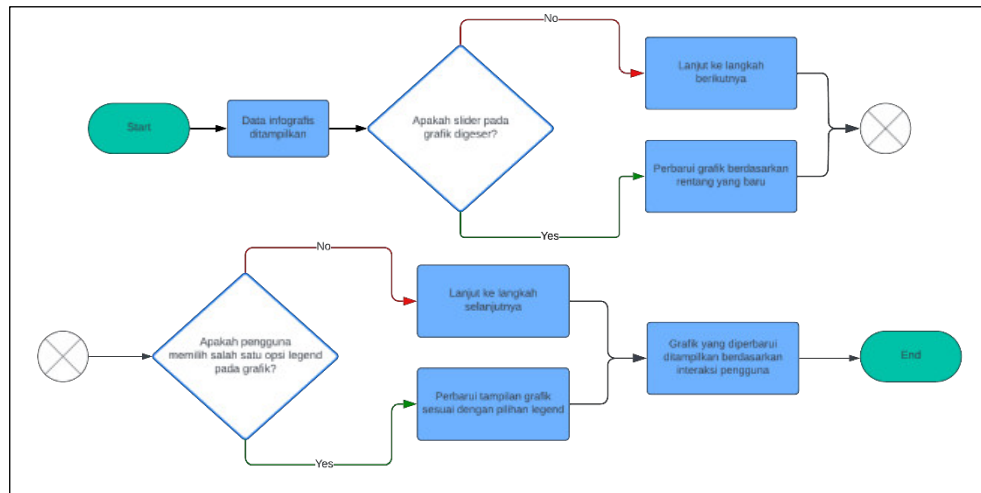 No
Lanjut ke langkah
berikutnya
Start
Data infografis
ditampilkan
Apakah slider pada
grafik digeser?
Perbarui grafik berdasarkan
rentang yang baru
Yes
No
Lanjut ke langkah
selanjutnya
Apakah pengguna
memilih salah satu opsi legend
pada grafik?
Grafik yang diperbarui
ditampilkan berdasarkan
interaksi pengguna
End
Perbarui tampilan grafik
sesuai dengan pilihan legend
Yes